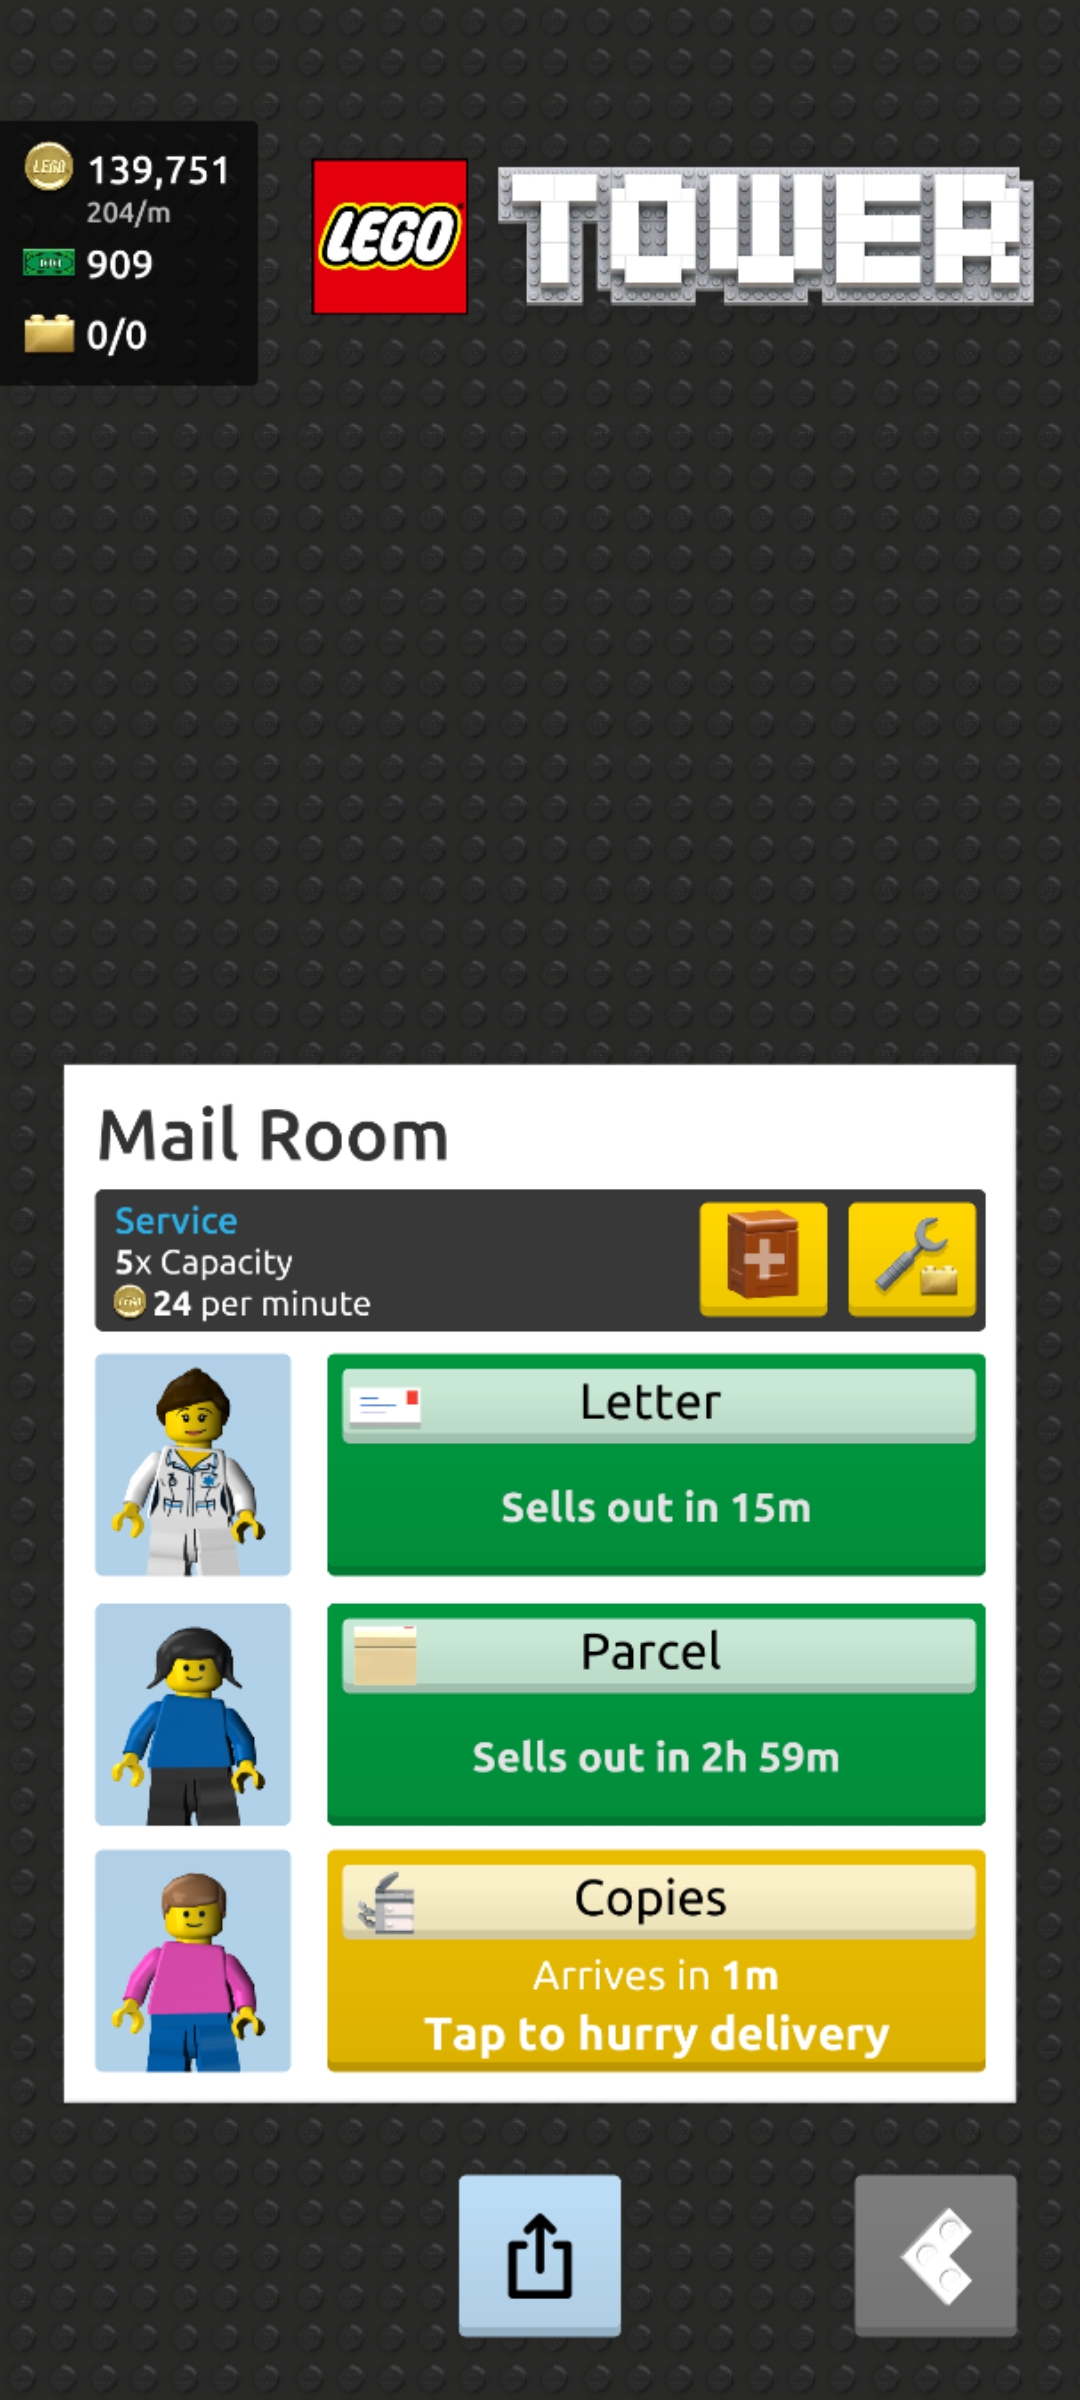 139,751
204/m
909
0/0
LEGO
TOWER
Mail Room
Service
5x Capacity
24 per minute
Letter
Sells out in 15m
Parcel
Sells out in 2h 59m
Copies
Arrives in 1m
Tap to hurry delivery